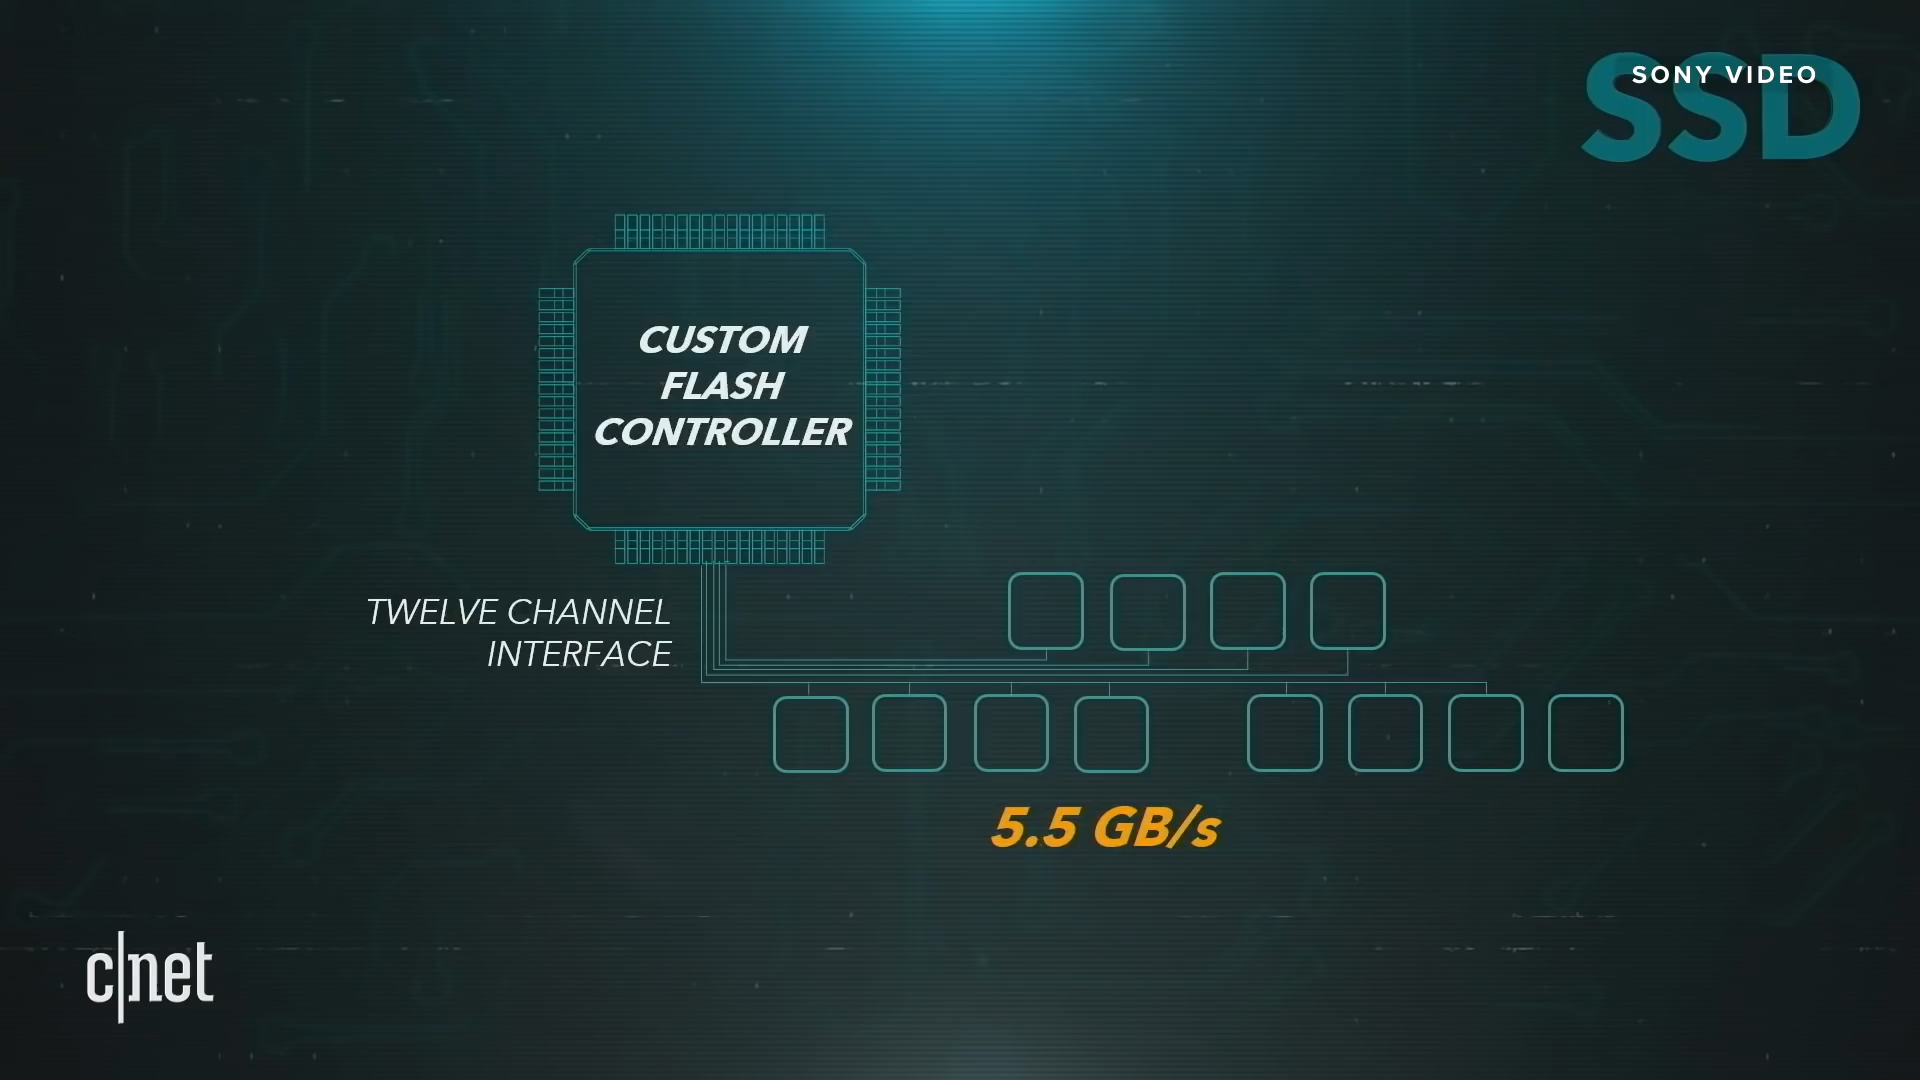 SSD
SONY VIDEO
CUSTOM
FLASH
CONTROLLER
TWELVE CHANNEL
INTERFACE
5.5 GB/s
c|net